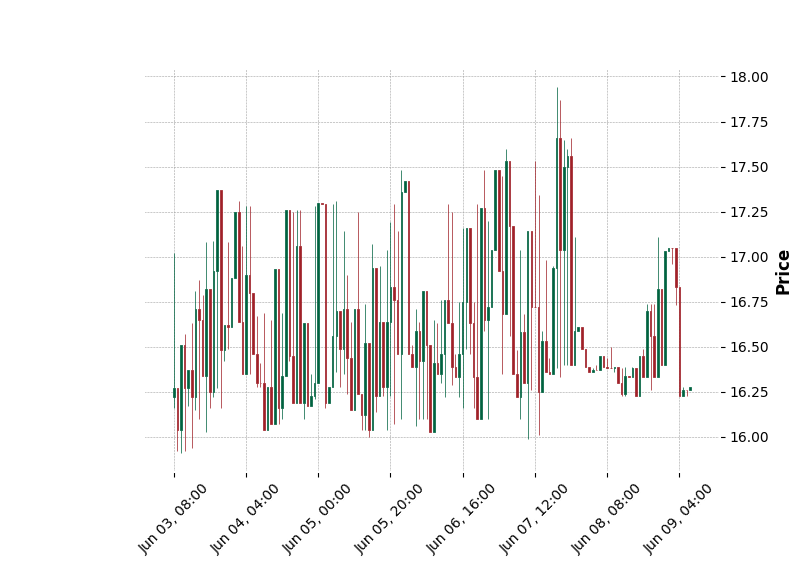 18.00
17.75
17.50
17.25
17.00
16.75
16.50
16.25
16.00
Price
Jun 03, 08:00
Jun 04, 04:00
Jun 05, 00:00
Jun 05, 20:00
Jun 06, 16:00
Jun 07, 12:00
Jun 08, 08:00
Jun 09, 04:00